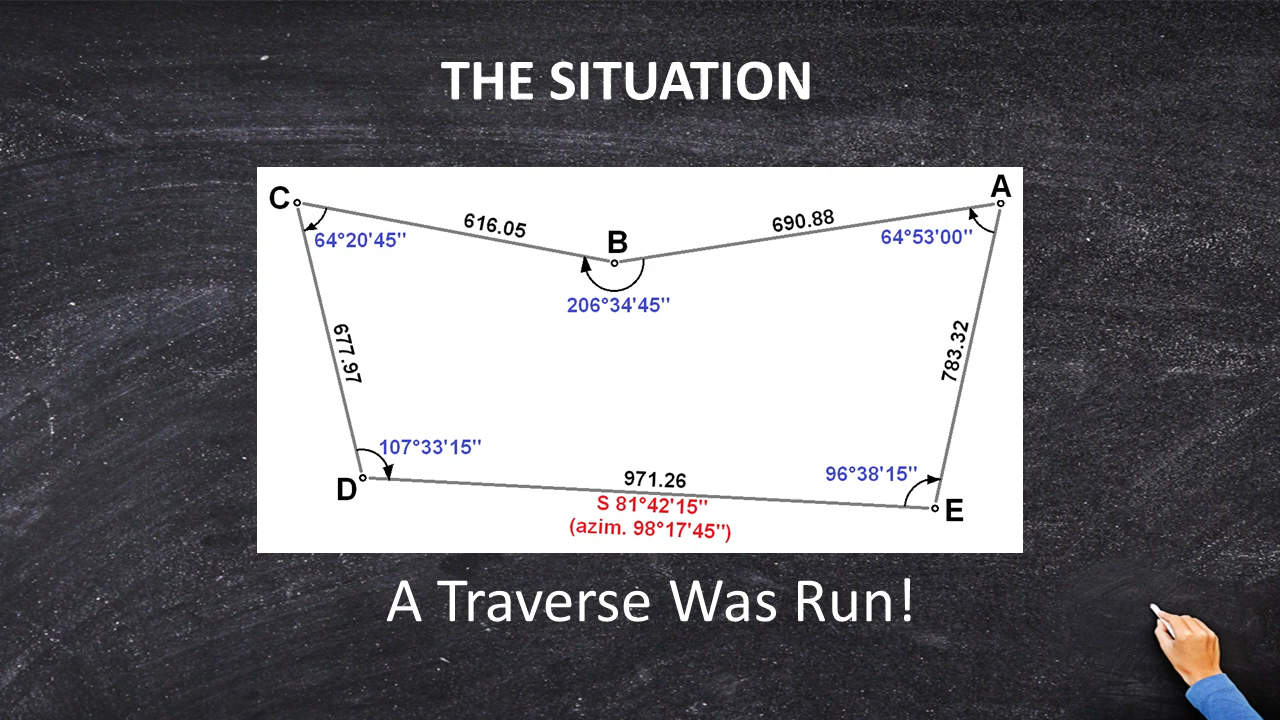 THE SITUATION
C
A
616.05
690.88
64°20'45"
B
64°53'00"
206°34'45"
677.97
783.32
107°33'15"
971.26
96°38'15"
D
S 81°42'15"
E
(azim. 98°17'45")
A Traverse Was Run!